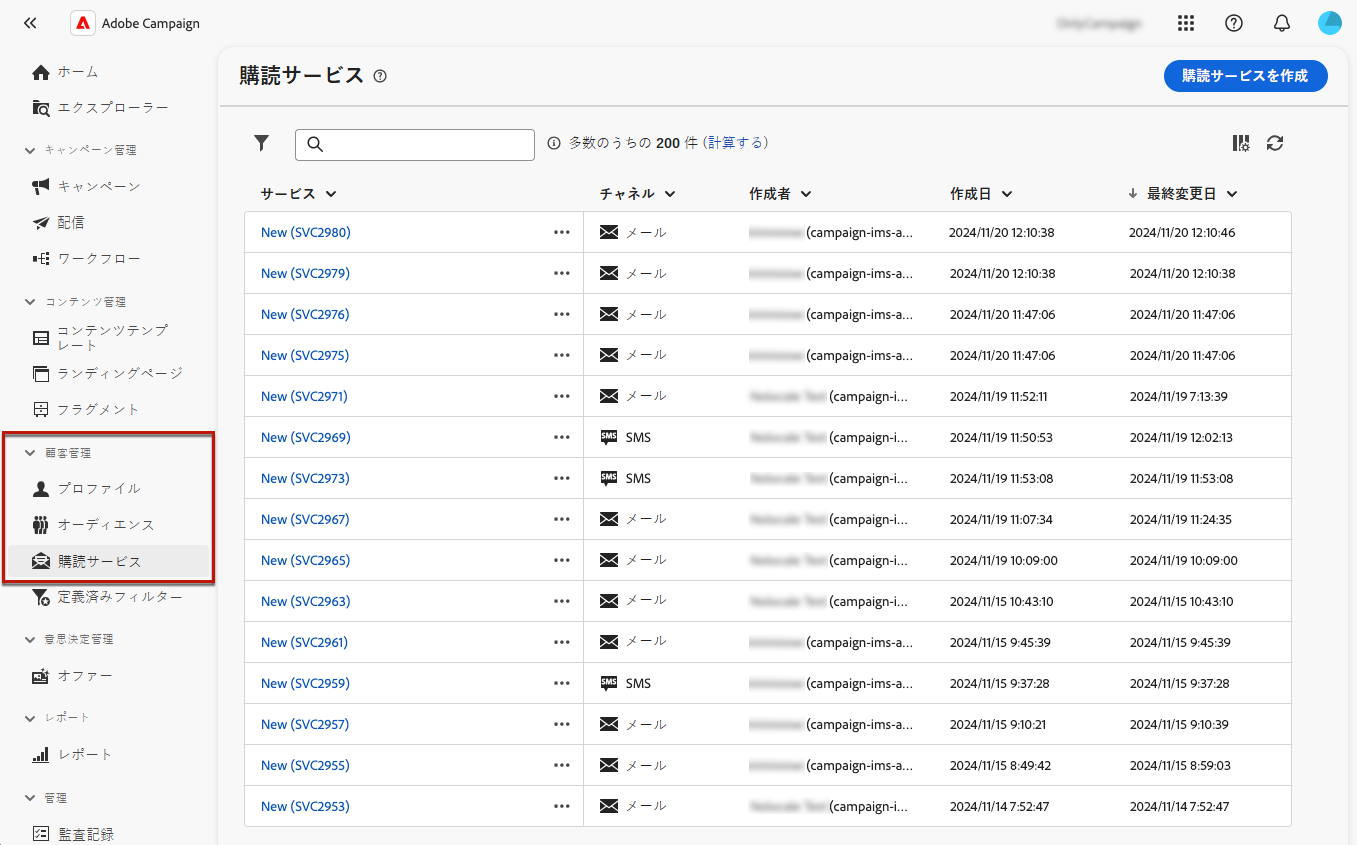 Adobe Campaign
ホーム
エクスプローラー
キャンペーン管理
キャンペーン
配信
ワークフロー
コンテンツ管理
コンテンツテンプ
レート
ランディングページ
フラグメント
顧客管理
プロファイル
オーディエンス
購読サービス
定義済みフィルター
意思決定管理
オファー
レポート
レポート
管理
監査記録
購読サービス
購読サービスを作成
多数のうちの 200 件 (計算する)
サービス チャネル 作成者 作成日 最終変更日
New (SVC2980) メール (campaign-ims-a... 2024/11/20 12:10:38 2024/11/20 12:10:46
New (SVC2979) メール (campaign-ims-a... 2024/11/20 12:10:38 2024/11/20 12:10:38
New (SVC2976) メール (campaign-ims-a... 2024/11/20 11:47:06 2024/11/20 11:47:06
New (SVC2975) メール (campaign-ims-a... 2024/11/20 11:47:06 2024/11/20 11:47:06
New (SVC2971) メール (campaign-i... 2024/11/19 11:52:11 2024/11/19 7:13:39
New (SVC2969) SMS SMS (campaign-i... 2024/11/19 11:50:53 2024/11/19 12:02:13
New (SVC2973) SMS SMS (campaign-i... 2024/11/19 11:53:08 2024/11/19 11:53:08
New (SVC2967) メール (campaign-i... 2024/11/19 11:07:34 2024/11/19 11:24:35
New (SVC2965) メール (campaign-i... 2024/11/19 10:09:00 2024/11/19 10:09:00
New (SVC2963) メール (campaign-i... 2024/11/15 10:43:10 2024/11/15 10:43:10
New (SVC2961) メール (campaign-ims-a... 2024/11/15 9:45:39 2024/11/15 9:45:39
New (SVC2959) SMS SMS (campaign-ims-a... 2024/11/15 9:37:28 2024/11/15 9:37:28
New (SVC2957) メール (campaign-ims-a... 2024/11/15 9:10:21 2024/11/15 9:10:39
New (SVC2955) メール (campaign-ims-a... 2024/11/15 8:49:42 2024/11/15 8:59:03
New (SVC2953) メール (campaign-i... 2024/11/14 7:52:47 2024/11/14 7:52:47